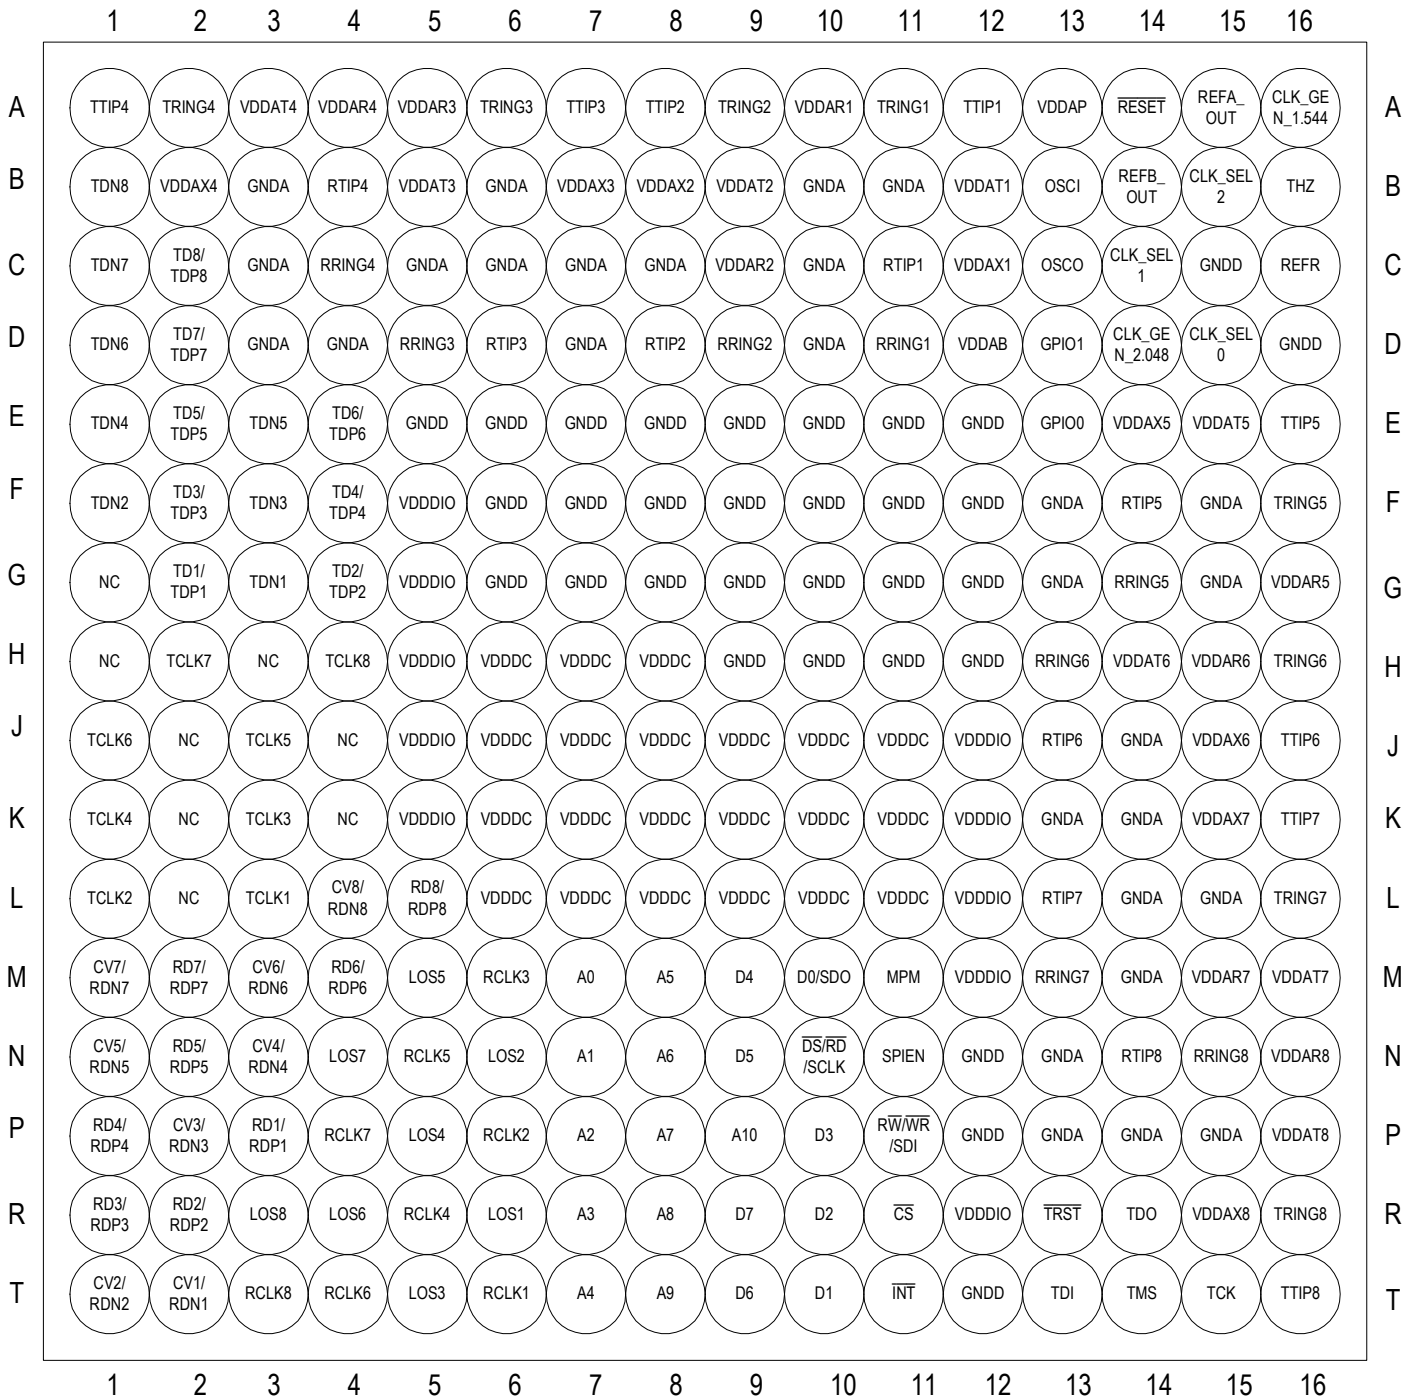 1 2 3 4 5 6 7 8 9 10 11 12 13 14 15 16
A TTIP4 TRING4 VDDAT4 VDDAR4 VDDAR3 TRING3 TTIP3 TTIP2 TRING2 VDDAR1 TRING1 TTIP1 VDDAP RESET REFA_OUT CLK_GEN_1.544 A
B TDN8 VDDAX4 GNDA RTIP4 VDDAT3 GNDA VDDAX3 VDDAX2 VDDAT2 GNDA GNDA VDDAT1 OSCI REFB_OUT CLK_SEL2 THZ B
C TDN7 TD8/TDP8 GNDA RRING4 GNDA GNDA GNDA GNDA VDDAR2 GNDA RTIP1 VDDAX1 OSCO CLK_SEL1 GNDD REFR C
D TDN6 TD7/TDP7 GNDA GNDA RRING3 RTIP3 GNDA RTIP2 RRING2 GNDA RRING1 VDDAB GPIO1 CLK_GEN_2.048 CLK_SEL0 GNDD D
E TDN4 TD5/TDP5 TDN5 TD6/TDP6 GNDD GNDD GNDD GNDD GNDD GNDD GNDD GNDD GPIO0 VDDAX5 VDDAT5 TTIP5 E
F TDN2 TD3/TDP3 TDN3 TD4/TDP4 VDDDIO GNDD GNDD GNDD GNDD GNDD GNDD GNDD GNDA RTIP5 GNDA TRING5 F
G NC TD1/TDP1 TDN1 TD2/TDP2 VDDDIO GNDD GNDD GNDD GNDD GNDD GNDD GNDD GNDA RRING5 GNDA VDDAR5 G
H NC TCLK7 NC TCLK8 VDDDIO VDDDC VDDDC VDDDC GNDD GNDD GNDD GNDD RRING6 VDDAT6 VDDAR6 TRING6 H
J TCLK6 NC TCLK5 NC VDDDIO VDDDC VDDDC VDDDC VDDDC VDDDC VDDDC VDDDIO RTIP6 GNDA VDDAX6 TTIP6 J
K TCLK4 NC TCLK3 NC VDDDIO VDDDC VDDDC VDDDC VDDDC VDDDC VDDDC VDDDIO GNDA GNDA VDDAX7 TTIP7 K
L TCLK2 NC TCLK1 CV8/RDN8 RD8/RDP8 VDDDC VDDDC VDDDC VDDDC VDDDC VDDDC VDDDIO RTIP7 GNDA GNDA TRING7 L
M CV7/RDN7 RD7/RDP7 CV6/RDN6 RD6/RDP6 LOS5 RCLK3 A0 A5 D4 D0/SDO MPM VDDDIO RRING7 GNDA VDDAR7 VDDAT7 M
N CV5/RDN5 RD5/RDP5 CV4/RDN4 LOS7 RCLK5 LOS2 A1 A6 D5 DS/RD/SCLK SPIEN GNDD GNDA RTIP8 RRING8 VDDAR8 N
P RD4/RDP4 CV3/RDN3 RD1/RDP1 RCLK7 LOS4 RCLK2 A2 A7 A10 D3 RW/WR/SDI GNDD GNDA GNDA GNDA VDDAT8 P
R RD3/RDP3 RD2/RDP2 LOS8 LOS6 RCLK4 LOS1 A3 A8 D7 D2 CS VDDDIO TRST TDO VDDAX8 TRING8 R
T CV2/RDN2 CV1/RDN1 RCLK8 RCLK6 LOS3 RCLK1 A4 A9 D6 D1 INT GNDD TDI TMS TCK TTIP8 T
1 2 3 4 5 6 7 8 9 10 11 12 13 14 15 16